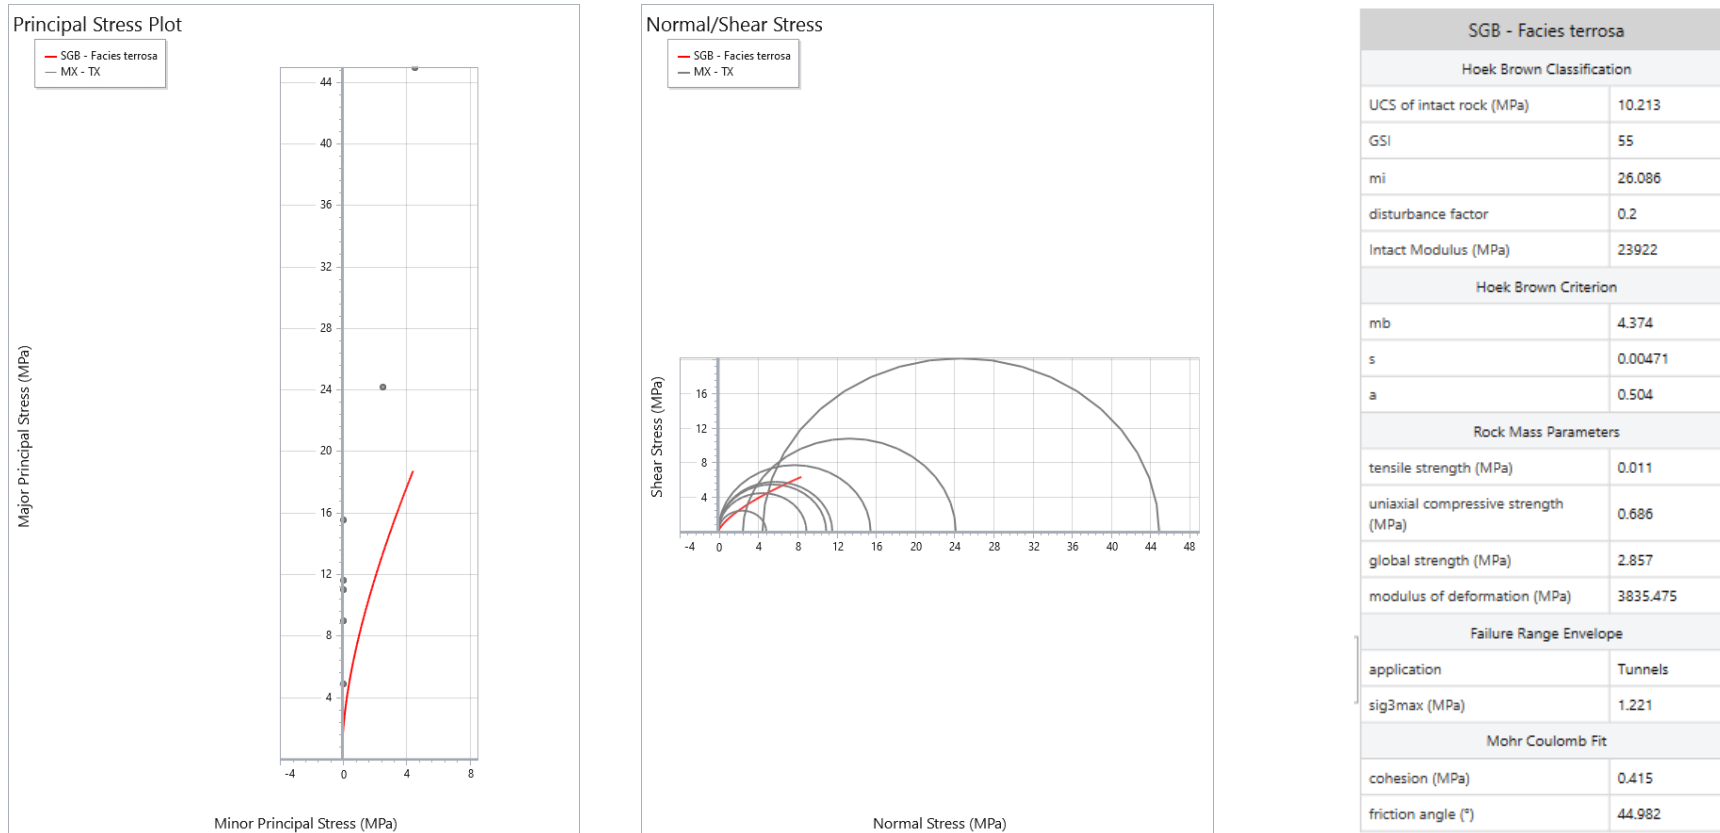 Principal Stress Plot
SGB - Facies terrosa
MX - TX
44
40
36
32
28
24
20
16
12
8
4
-4 0 4 8
Major Principal Stress (MPa)
Minor Principal Stress (MPa)
Normal/Shear Stress
SGB - Facies terrosa
MX - TX
16
12
8
4
-4 0 4 8 12 16 20 24 28 32 36 40 44 48
Shear Stress (MPa)
Normal Stress (MPa)
SGB - Facies terrosa
Hoek Brown Classification
UCS of intact rock (MPa) 10.213
GSI 55
mi 26.086
disturbance factor 0.2
Intact Modulus (MPa) 23922
Hoek Brown Criterion
mb 4.374
s 0.00471
a 0.504
Rock Mass Parameters
tensile strength (MPa) 0.011
uniaxial compressive strength
(MPa) 0.686
global strength (MPa) 2.857
modulus of deformation (MPa) 3835.475
Failure Range Envelope
application Tunnels
sig3max (MPa) 1.221
Mohr Coulomb Fit
cohesion (MPa) 0.415
friction angle (°) 44.982